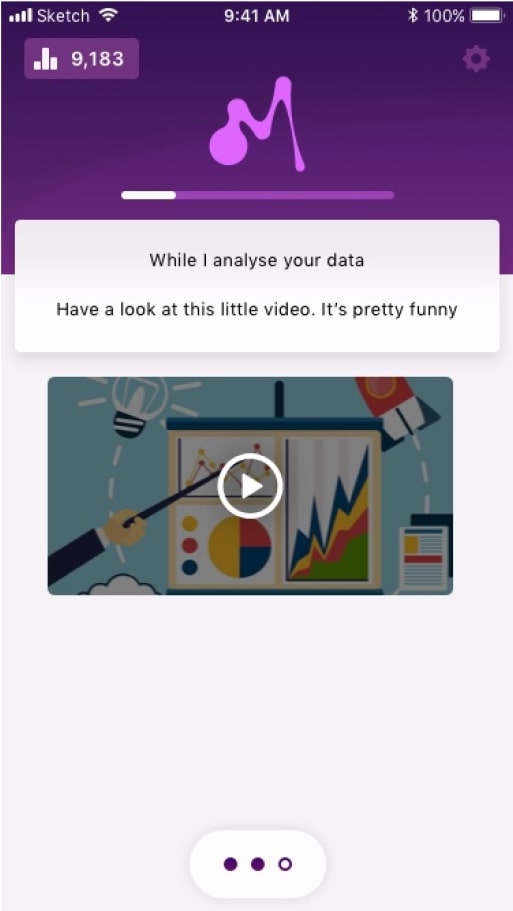 Sketch 9:41 AM 100%
9,183
While I analyse your data
Have a look at this little video. It's pretty funny